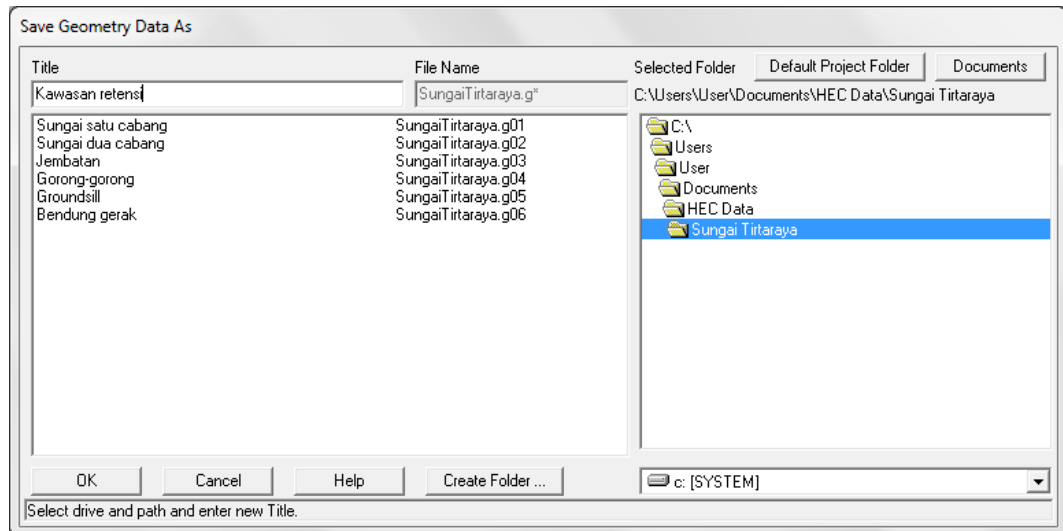 Save Geometry Data As
Title File Name Selected Folder Default Project Folder Documents
Kawasan retensi SungaiTirtaraya.g* C:\Users\User\Documents\HEC Data\Sungai Tirtaraya
Sungai satu cabang SungaiTirtaraya.g01
Sungai dua cabang SungaiTirtaraya.g02
Jembatan SungaiTirtaraya.g03
Gorong-gorong SungaiTirtaraya.g04
Groundsill SungaiTirtaraya.g05
Bendung gerak SungaiTirtaraya.g06
C:\
Users
User
Documents
HEC Data
Sungai Tirtaraya
OK Cancel Help Create Folder ... c: [SYSTEM]
Select drive and path and enter new Title.